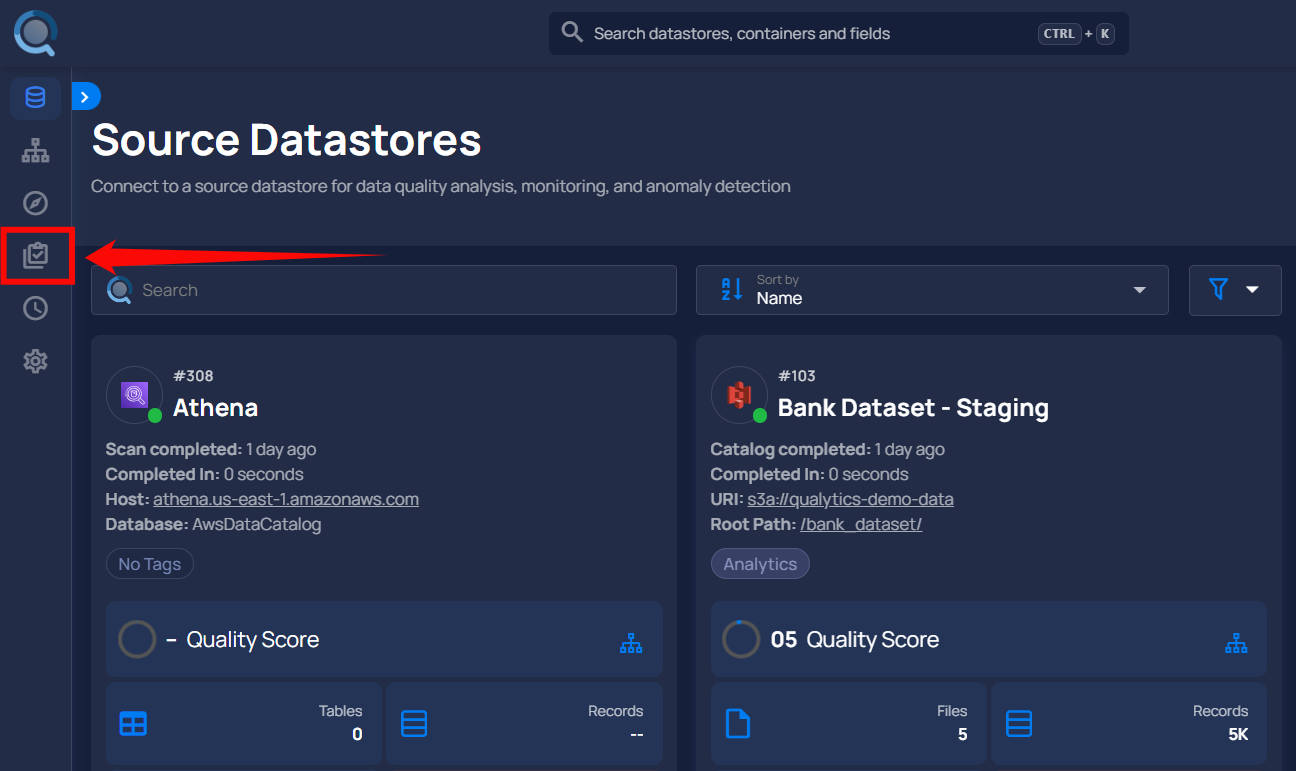 Search datastores, containers and fields
CTRL + K
Source Datastores
Connect to a source datastore for data quality analysis, monitoring, and anomaly detection
Search
A
Z
Sort by
Name
#308
Athena
Scan completed: 1 day ago
Completed In: 0 seconds
Host: athena.us-east-1.amazonaws.com
Database: AwsDataCatalog
No Tags
– Quality Score
Tables
0
Records
--
#103
Bank Dataset - Staging
Catalog completed: 1 day ago
Completed In: 0 seconds
URI: s3a://qualytics-demo-data
Root Path: /bank_dataset/
Analytics
05 Quality Score
Files
5
Records
5K